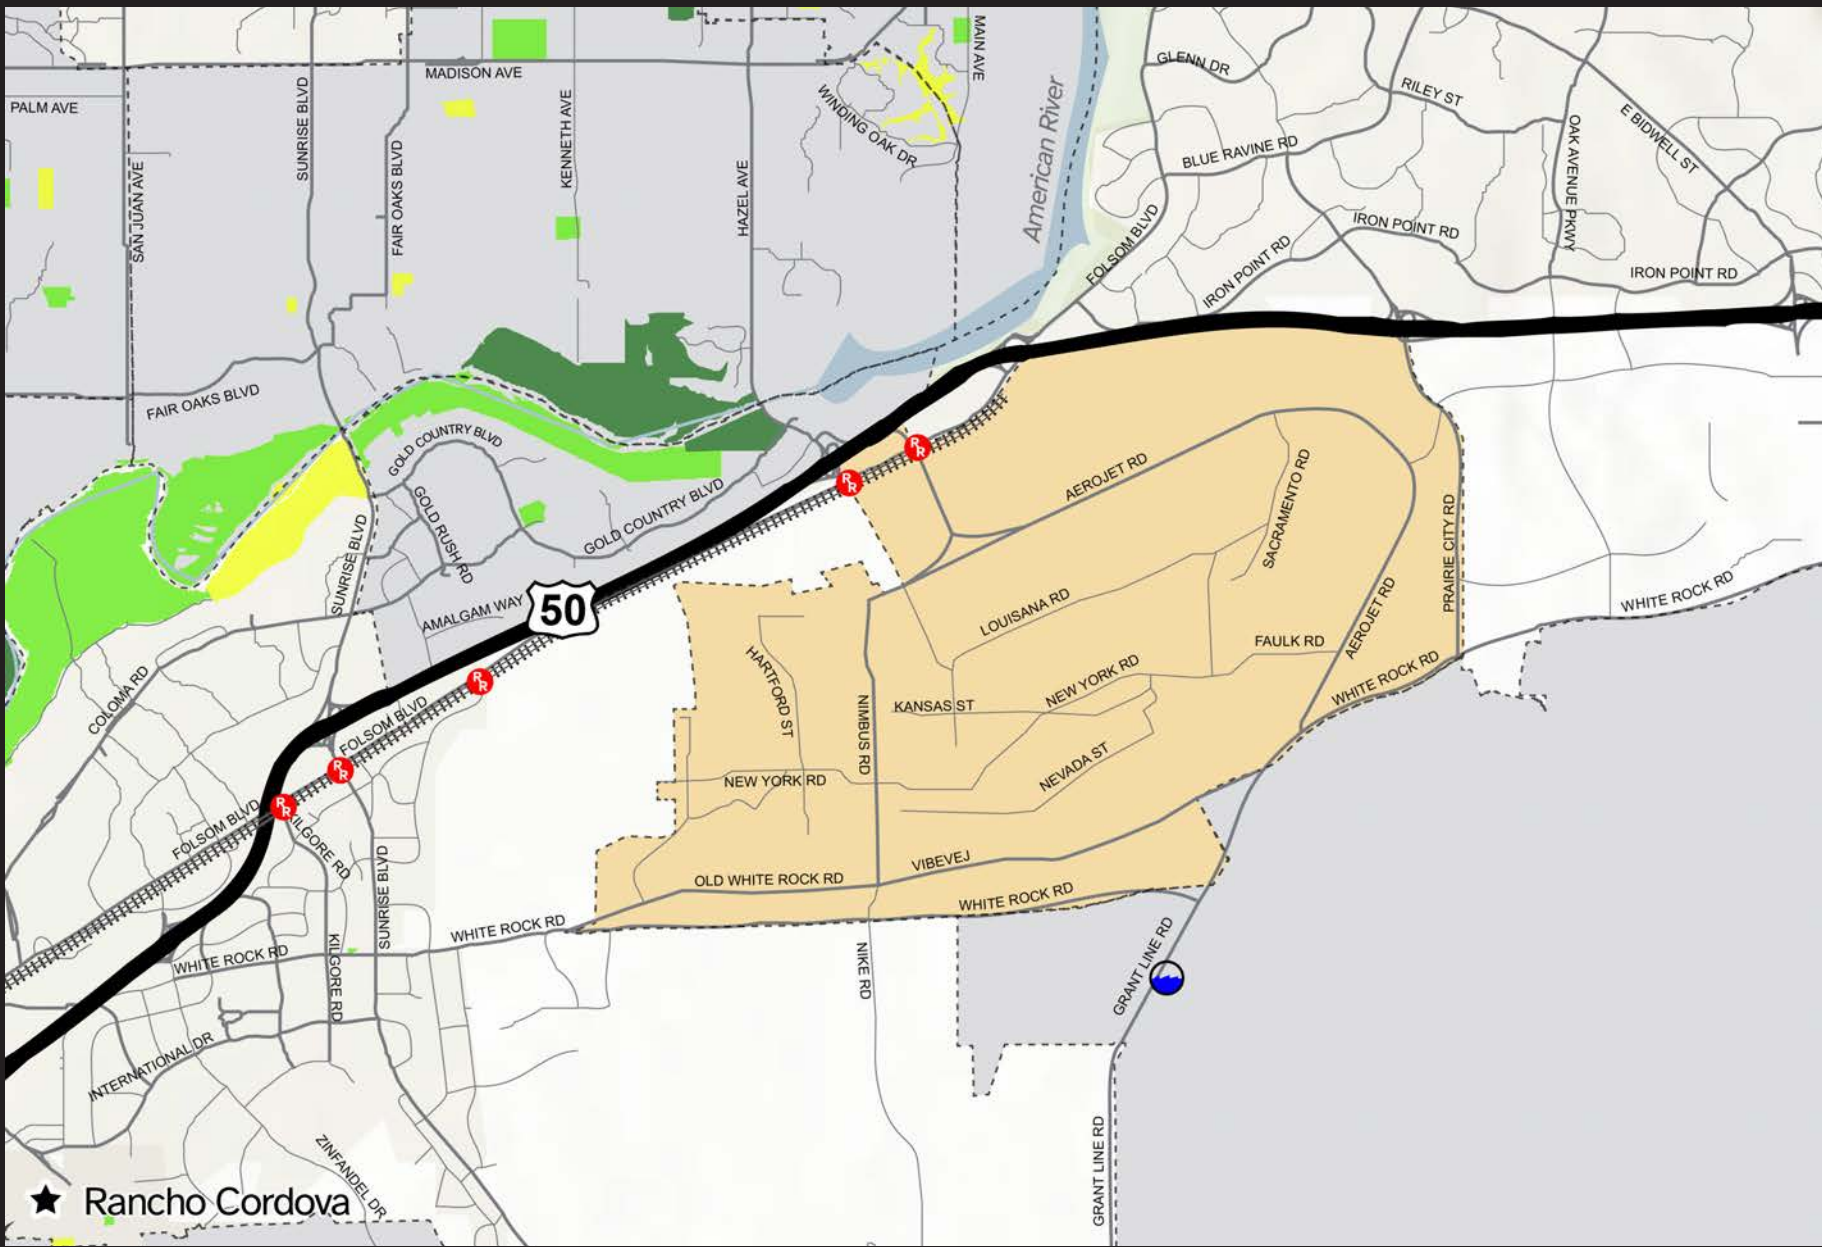 MADISON AVE
PALM AVE
SAN JUAN AVE
SUNRISE BLVD
FAIR OAKS BLVD
KENNETH AVE
HAZEL AVE
WINDING OAK DR
MAIN AVE
American River
GLENN DR
RILEY ST
E BIDWELL ST
OAK AVENUE PKWY
BLUE RAVINE RD
FOLSOM BLVD
IRON POINT RD
IRON POINT RD
IRON POINT RD
FAIR OAKS BLVD
GOLD COUNTRY BLVD
GOLD RUSH RD
GOLD COUNTRY BLVD
SUNRISE BLVD
AMALGAM WAY
50
RR
RR
AEROJET RD
SACRAMENTO RD
PRAIRIE CITY RD
WHITE ROCK RD
LOUISANA RD
FAULK RD
AEROJET RD
WHITE ROCK RD
HARTFORD ST
NIMBUS RD
KANSAS ST
NEW YORK RD
NEW YORK RD
NEVADA ST
COLOMA RD
FOLSOM BLVD
RR
RR
RR
FOLSOM BLVD
KILGORE RD
SUNRISE BLVD
VIBEVEJ
OLD WHITE ROCK RD
WHITE ROCK RD
WHITE ROCK RD
WHITE ROCK RD
KILGORE RD
NIKE RD
GRANT LINE RD
INTERNATIONAL DR
ZINFANDEL DR
GRANT LINE RD
Rancho Cordova